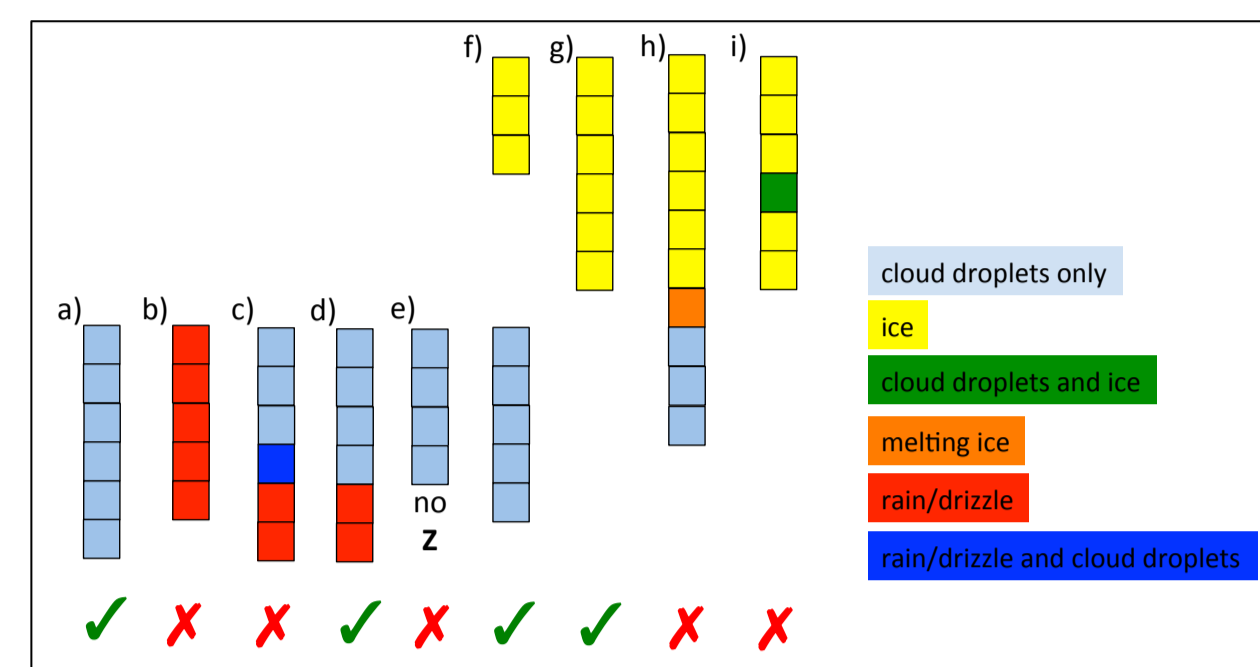 f) g) h) i)
a) b) c) d) e)
no
Z
cloud droplets only
ice
cloud droplets and ice
melting ice
rain/drizzle
rain/drizzle and cloud droplets